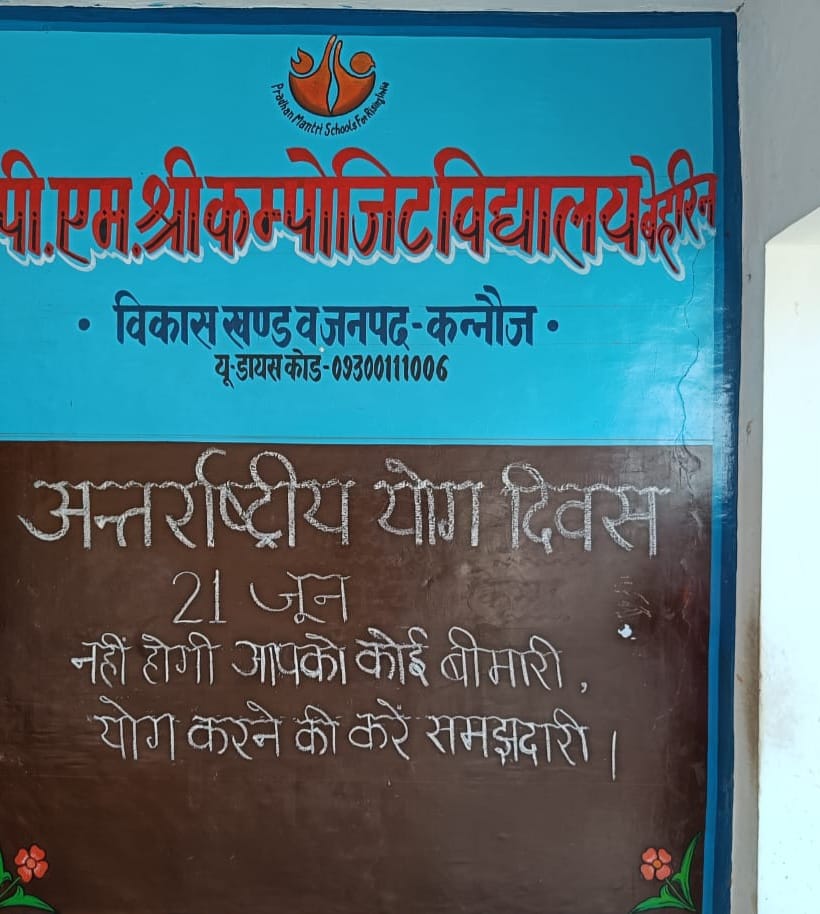 Pradhan Mantri Schools For Rising India
पी.एम.श्री कम्पोजिट विद्यालय बेहरिन
• विकास खण्ड व जनपद-कन्नौज •
यू-डायस कोड-09300111006
अन्तर्राष्ट्रीय योग दिवस
21 जून
नहीं होगी आपको कोई बीमारी,
योग करने की करें समझदारी।